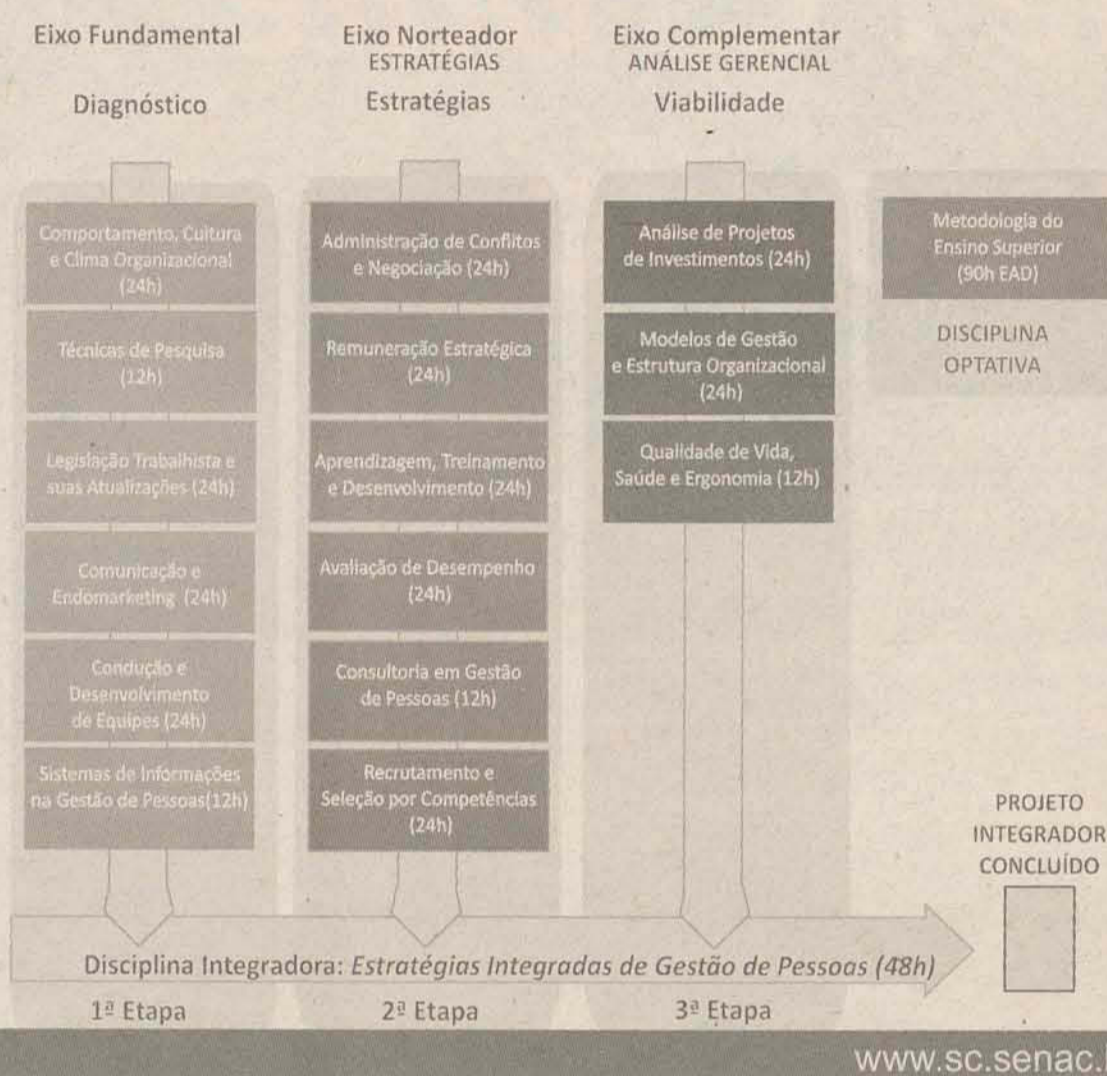 Eixo Fundamental
Diagnóstico
Comportamento, Cultura
e Clima Organizacional
(24h)
Técnicas de Pesquisa
(12h)
Legislação Trabalhista e
suas Atualizações (24h)
Comunicação e
Endomarketing (24h)
Condução e
Desenvolvimento
de Equipes (24h)
Sistemas de Informações
na Gestão de Pessoas(12h)
Eixo Norteador
ESTRATÉGIAS
Estratégias
Administração de Conflitos
e Negociação (24h)
Remuneração Estratégica
(24h)
Aprendizagem, Treinamento
e Desenvolvimento (24h)
Avaliação de Desempenho
(24h)
Consultoria em Gestão
de Pessoas (12h)
Recrutamento e
Seleção por Competências
(24h)
Eixo Complementar
ANÁLISE GERENCIAL
Viabilidade
Análise de Projetos
de Investimentos (24h)
Modelos de Gestão
e Estrutura Organizacional
(24h)
Qualidade de Vida,
Saúde e Ergonomia (12h)
Metodologia do
Ensino Superior
(90h EAD)
DISCIPLINA
OPTATIVA
PROJETO
INTEGRADOR
CONCLUÍDO
Disciplina Integradora: Estratégias Integradas de Gestão de Pessoas (48h)
1ª Etapa
2ª Etapa
3ª Etapa
www.sc.senac.